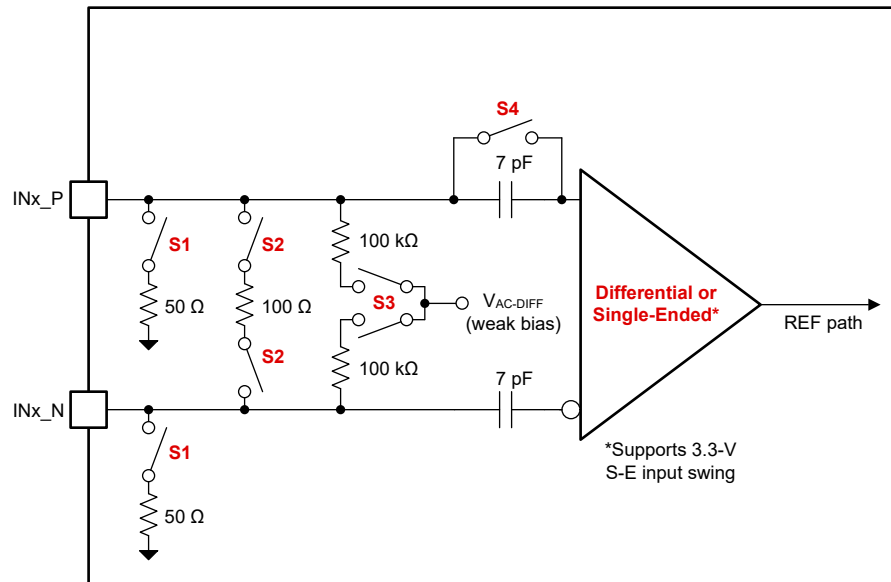 S4
7 pF
INx_P
S1
S2
100 kΩ
50 Ω
100 Ω
S3
VAC-DIFF
(weak bias)
Differential or
Single-Ended*
REF path
S2
100 kΩ
7 pF
INx_N
S1
*Supports 3.3-V
S-E input swing
50 Ω